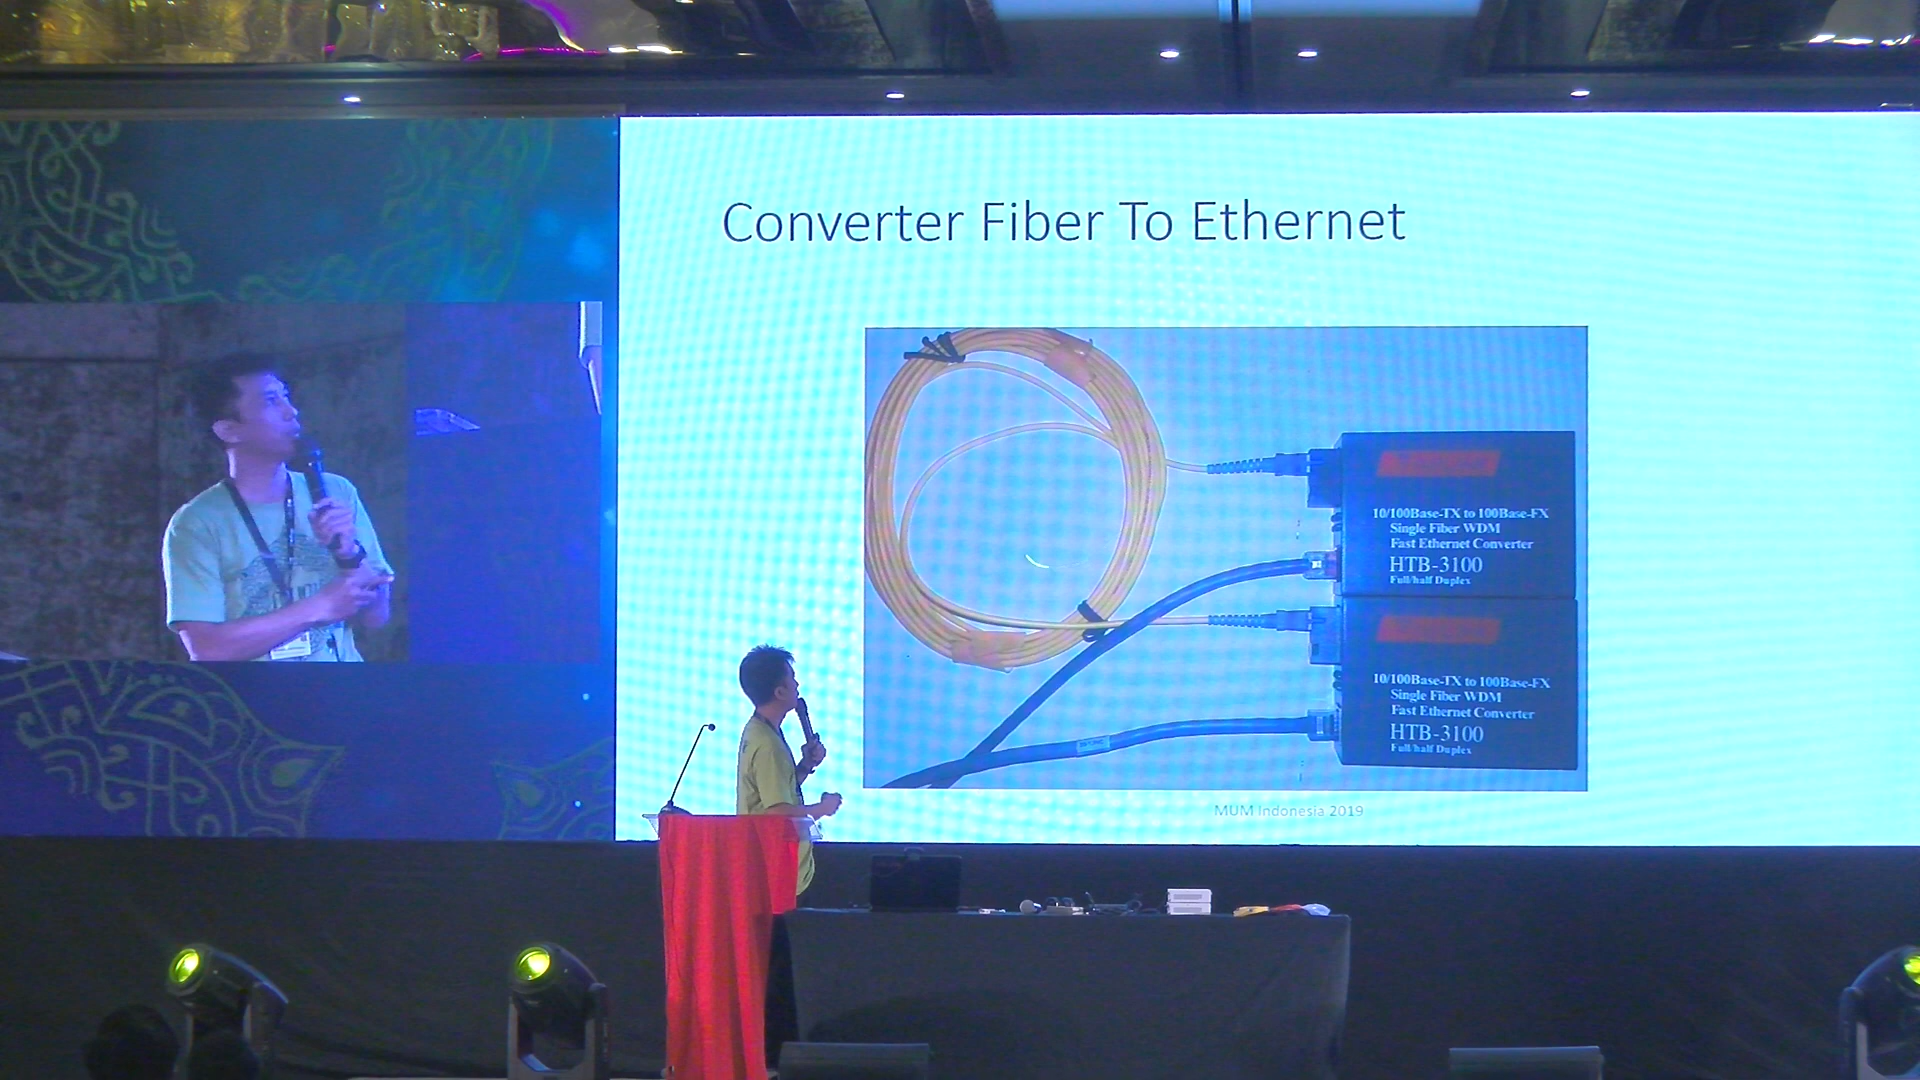 Converter Fiber To Ethernet
10/100Base-TX to 100Base-FX
Single Fiber WDM
Fast Ethernet Converter
HTB-3100
Full/half Duplex
10/100Base-TX to 100Base-FX
Single Fiber WDM
Fast Ethernet Converter
HTB-3100
Full/half Duplex
MUM Indonesia 2019